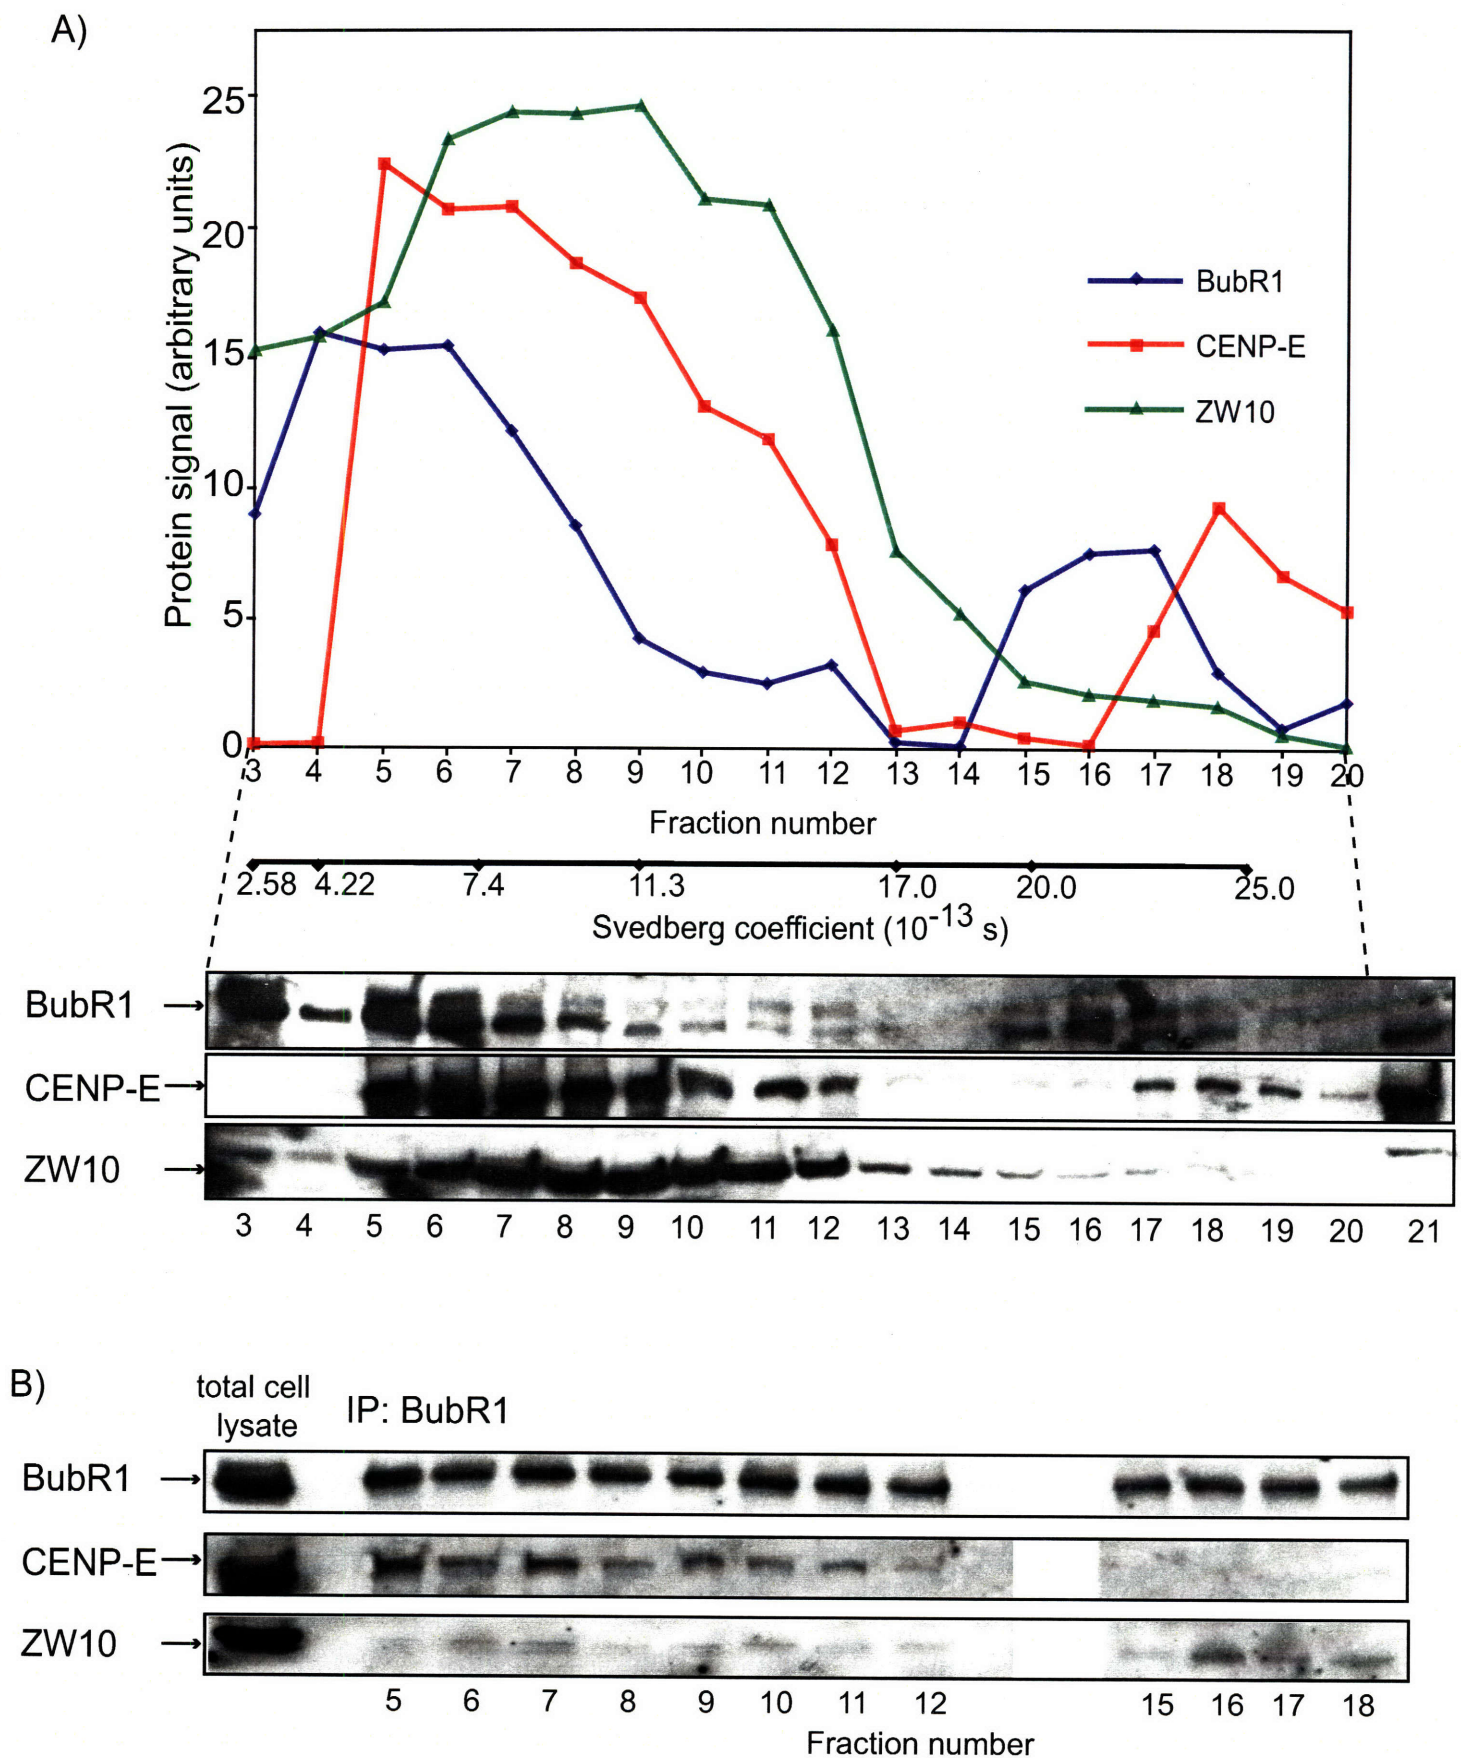 A)
Protein signal (arbitrary units)
25
20
15
10
5
0
BubR1
CENP-E
ZW10
3 4 5 6 7 8 9 10 11 12 13 14 15 16 17 18 19 20
Fraction number
2.58 4.22 7.4 11.3 17.0 20.0 25.0
Svedberg coefficient (10-13 s)
BubR1
CENP-E
ZW10
3 4 5 6 7 8 9 10 11 12 13 14 15 16 17 18 19 20 21
B)
total cell
lysate
IP: BubR1
BubR1
CENP-E
ZW10
5 6 7 8 9 10 11 12 15 16 17 18
Fraction number